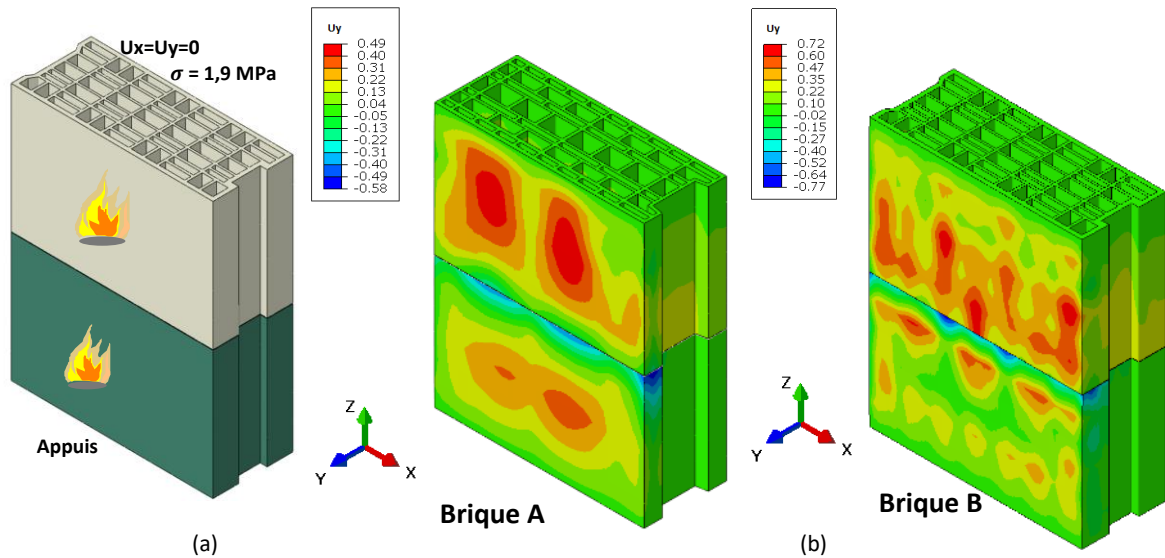 Ux=Uy=0
σ = 1,9 MPa
Appuis
(a)
Uy
0.49
0.40
0.31
0.22
0.13
0.04
-0.05
-0.13
-0.22
-0.31
-0.40
-0.49
-0.58
Z
Y
X
Brique A
Uy
0.72
0.60
0.47
0.35
0.22
0.10
-0.02
-0.15
-0.27
-0.40
-0.52
-0.64
-0.77
Z
Y
X
Brique B
(b)